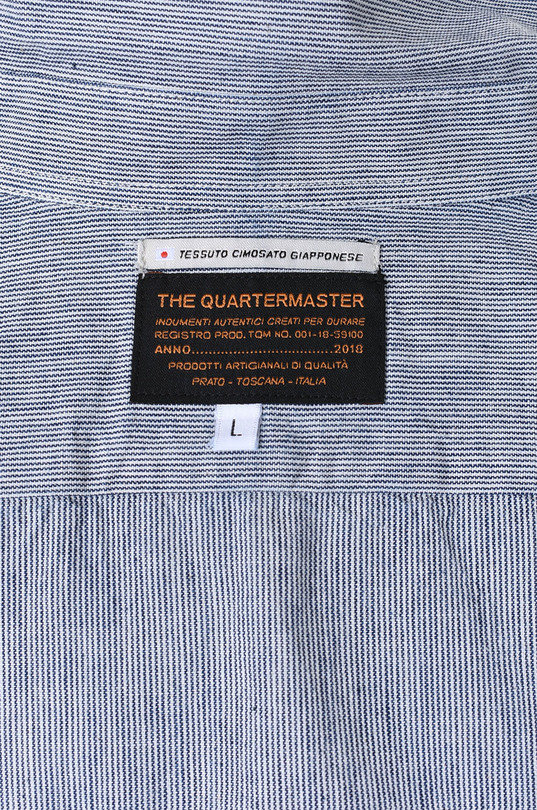 TESSUTO CIMOSATO GIAPPONESE
THE QUARTERMASTER
INDUMENTI AUTENTICI CREATI PER DURARE
REGISTRO PROD. TQM NO. 001-18-59100
ANNO..................................2018
PRODOTTI ARTIGIANALI DI QUALITÀ
PRATO - TOSCANA - ITALIA
L